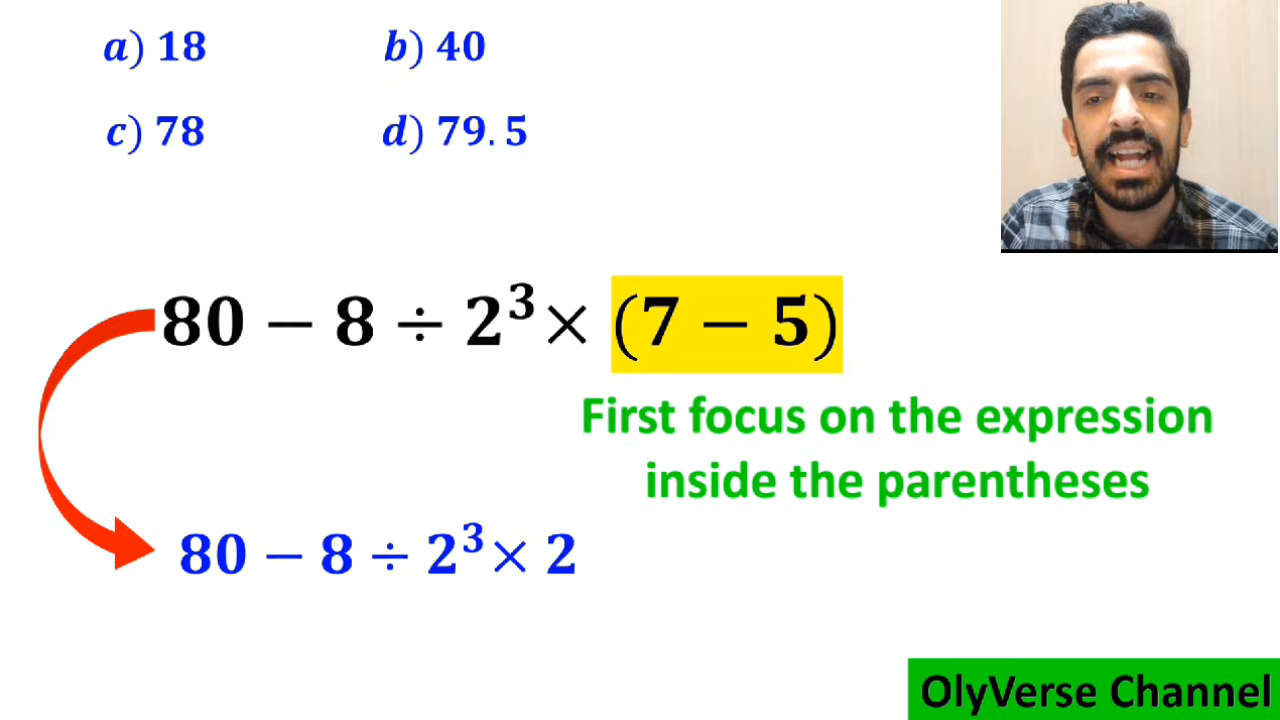 a) 18 b) 40
c) 78 d) 79.5
80 − 8 ÷ 2³ × (7 − 5)
First focus on the expression
inside the parentheses
80 − 8 ÷ 2³ × 2
OlyVerse Channel